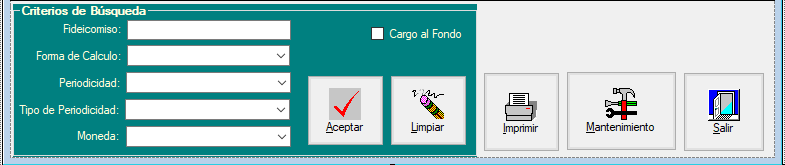 Criterios de Búsqueda
Fideicomiso:
Cargo al Fondo
Forma de Calculo:
Periodicidad:
Tipo de Periodicidad:
Moneda:
Aceptar
Limpiar
Imprimir
Mantenimiento
Salir